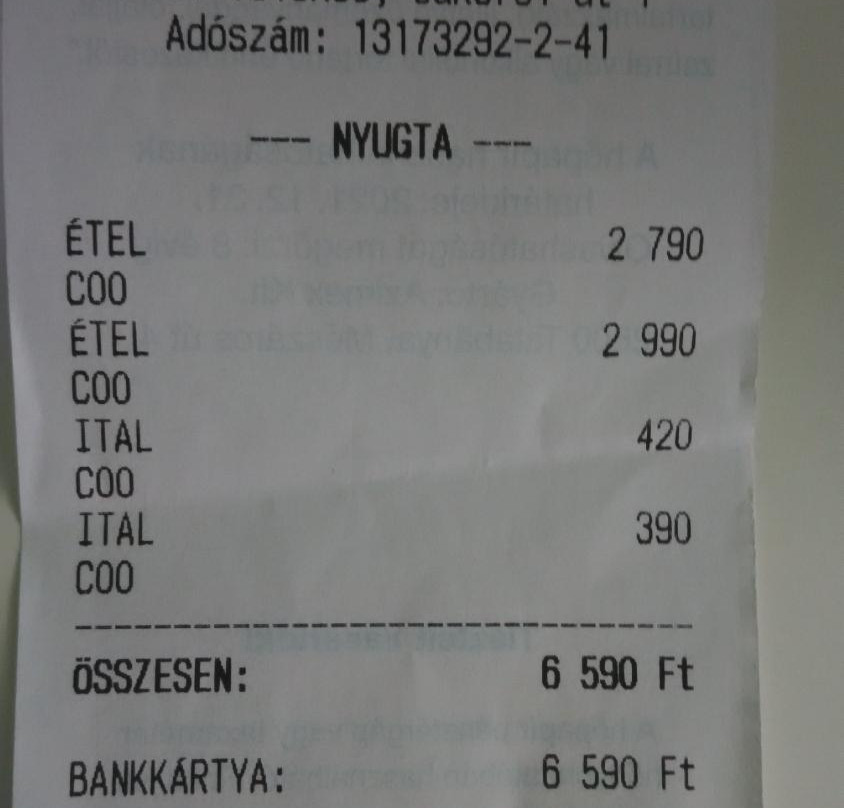 Adószám: 13173292-2-41
--- NYUGTA ---
ÉTEL 2 790
C00
ÉTEL 2 990
C00
ITAL 420
C00
ITAL 390
C00
ÖSSZESEN: 6 590 Ft
BANKKÁRTYA: 6 590 Ft